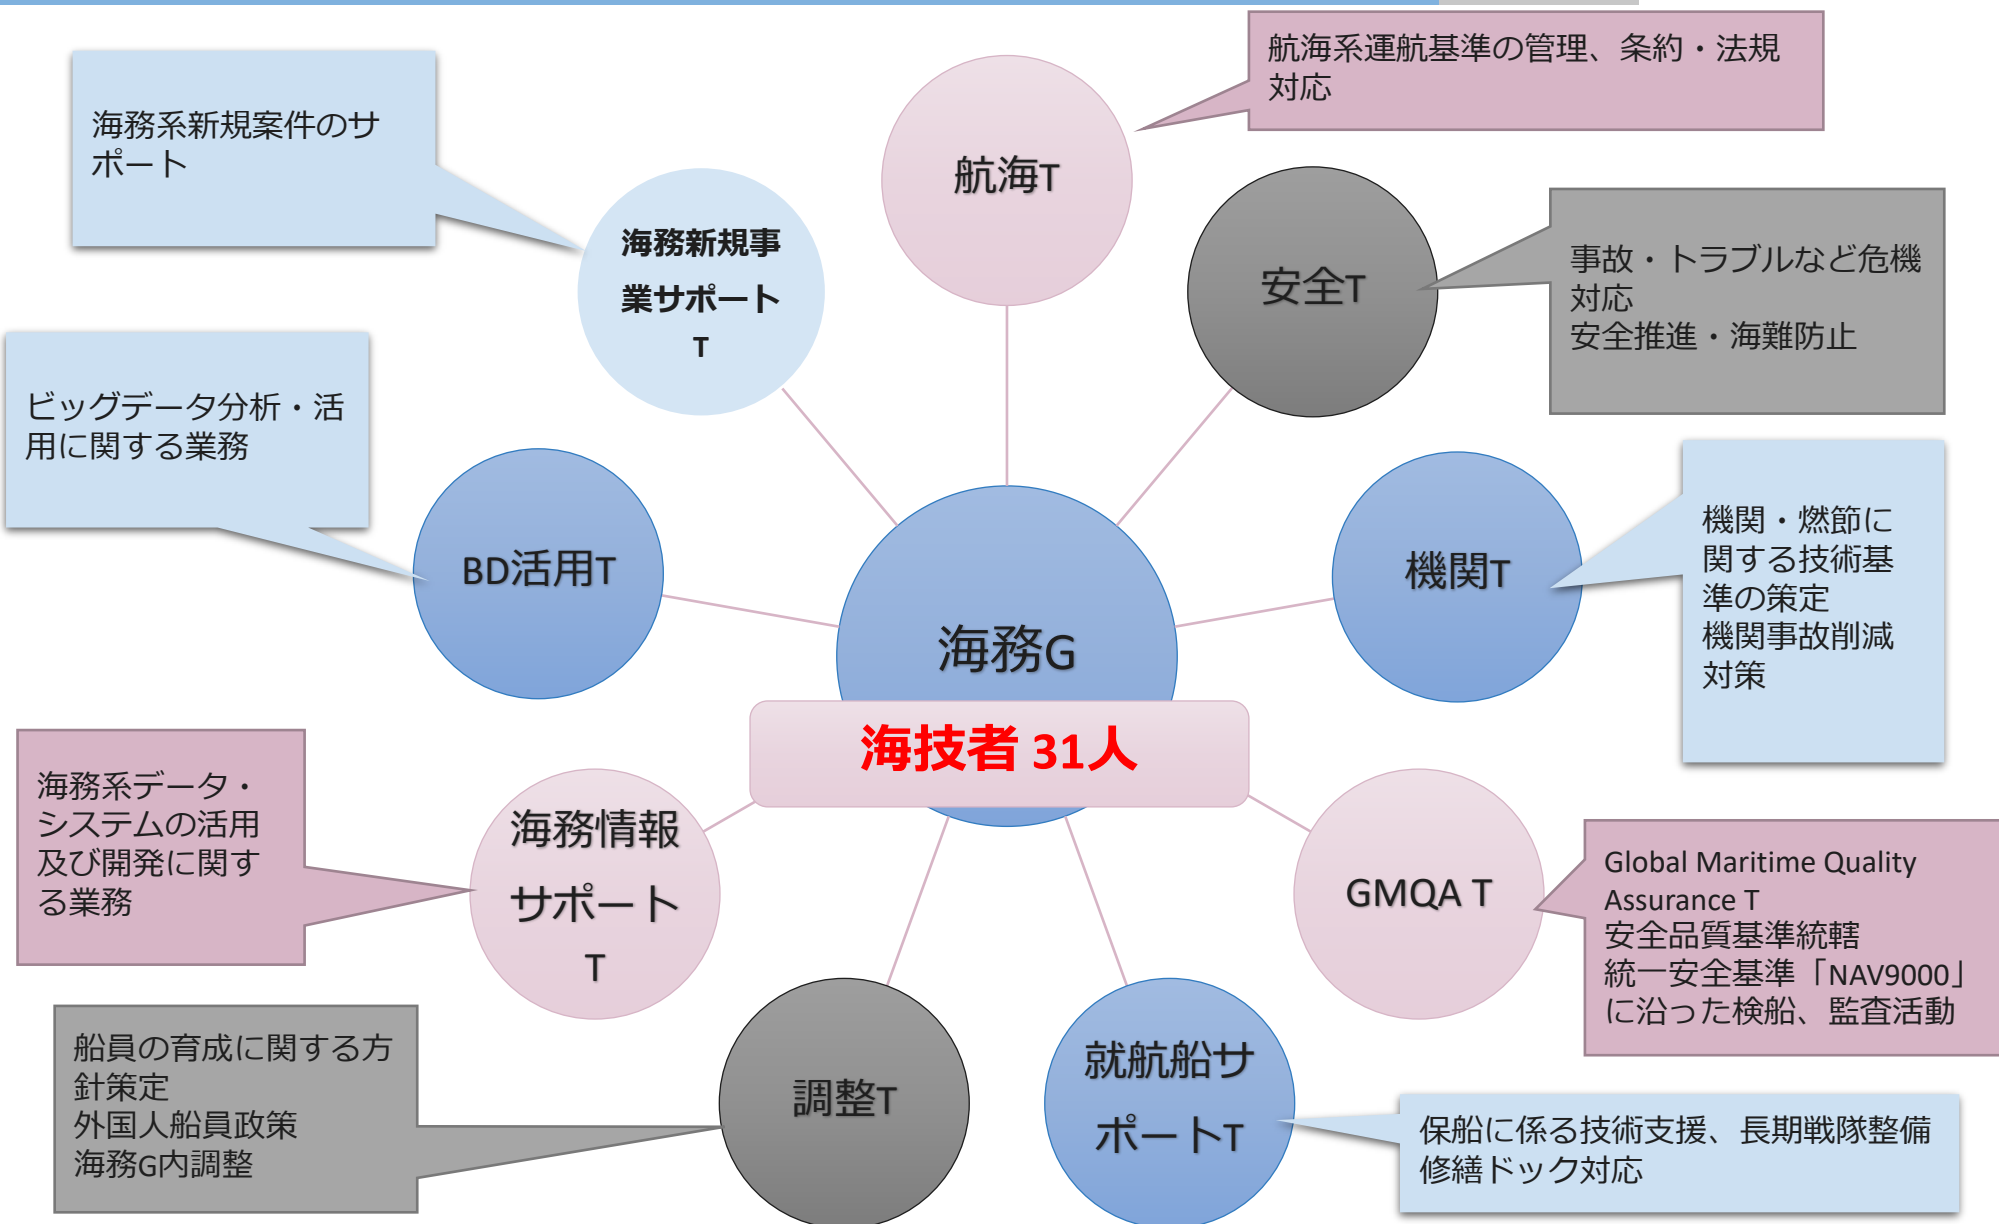 航海系運航基準の管理、条約・法規
対応
海務系新規案件のサ
ポート
航海T
海務新規事
業サポート
T
安全T
事故・トラブルなど危機
対応
安全推進・海難防止
ビッグデータ分析・活
用に関する業務
BD活用T
機関T
機関・燃節に
関する技術基
準の策定
機関事故削減
対策
海務G
海技者 31人
海務系データ・
システムの活用
及び開発に関す
る業務
海務情報
サポート
T
GMQA T
Global Maritime Quality
Assurance T
安全品質基準統轄
統一安全基準「NAV9000」
に沿った検船、監査活動
船員の育成に関する方
針策定
外国人船員政策
海務G内調整
調整T
就航船サ
ポートT
保船に係る技術支援、長期戦隊整備
修繕ドック対応